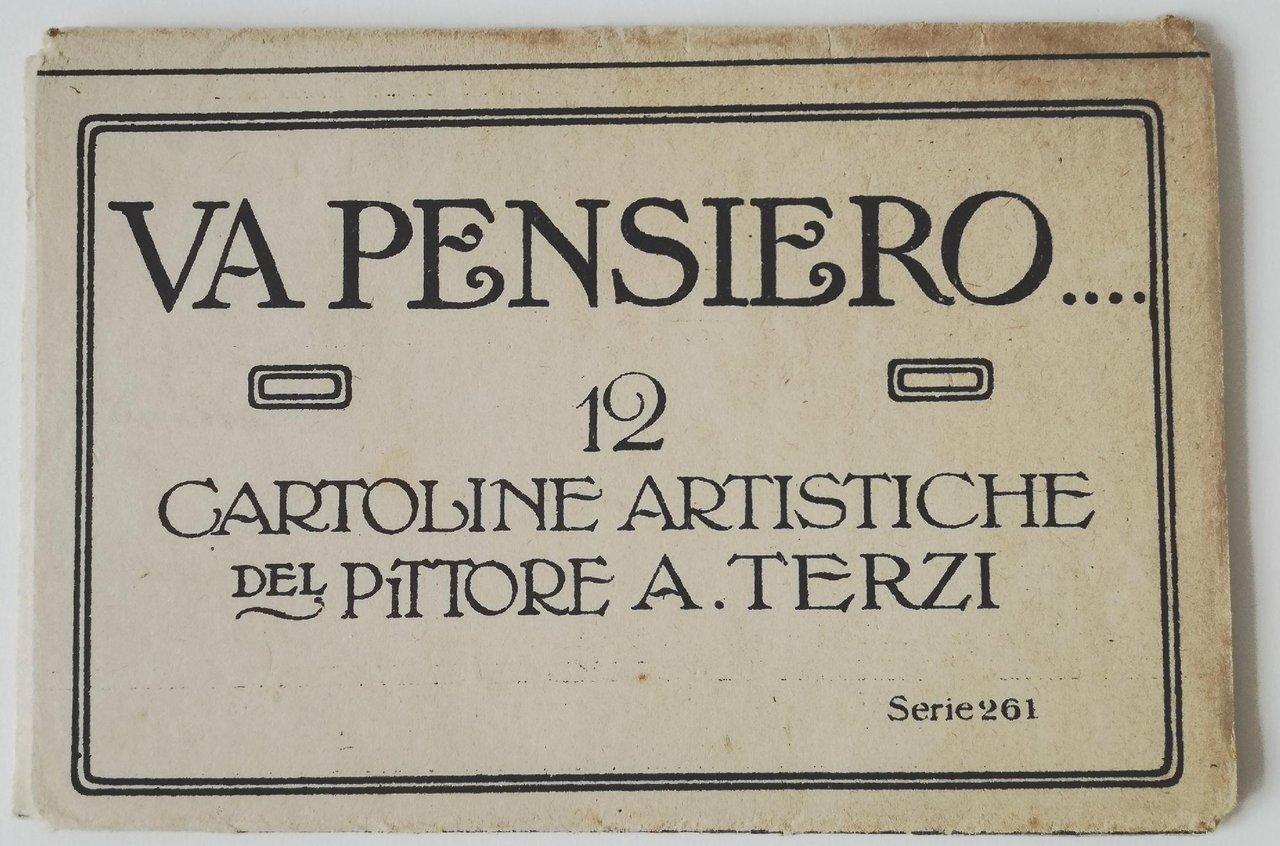 VA PENSIERO....
12
CARTOLINE ARTISTICHE
DEL PiTTORE A. TERZI
Serie 261